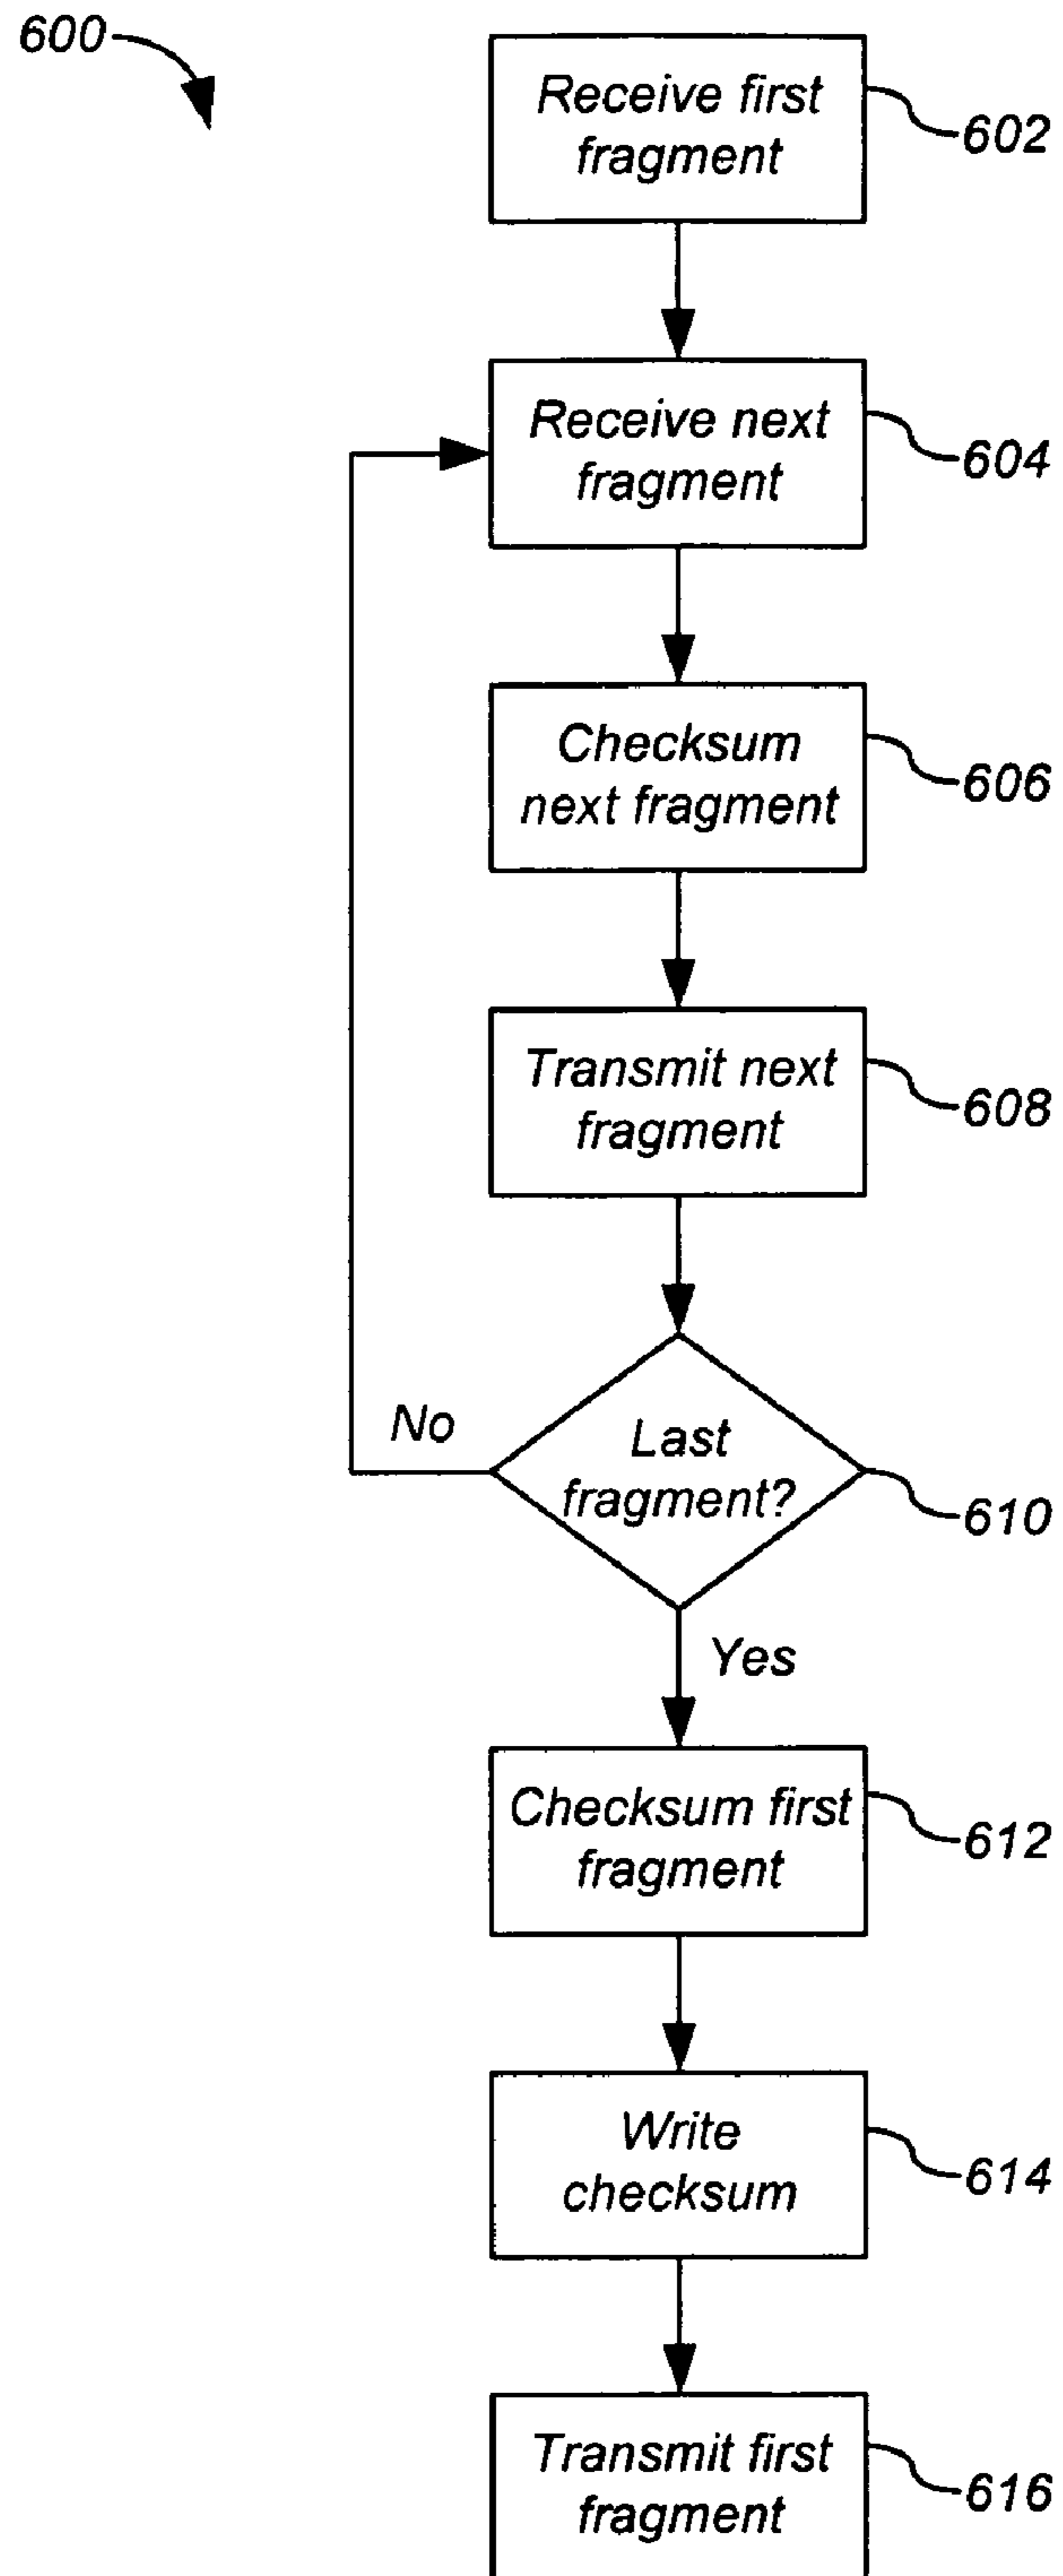 600
Receive first
fragment
602
Receive next
fragment
604
Checksum
next fragment
606
Transmit next
fragment
608
No
Last
fragment?
610
Yes
Checksum first
fragment
612
Write
checksum
614
Transmit first
fragment
616